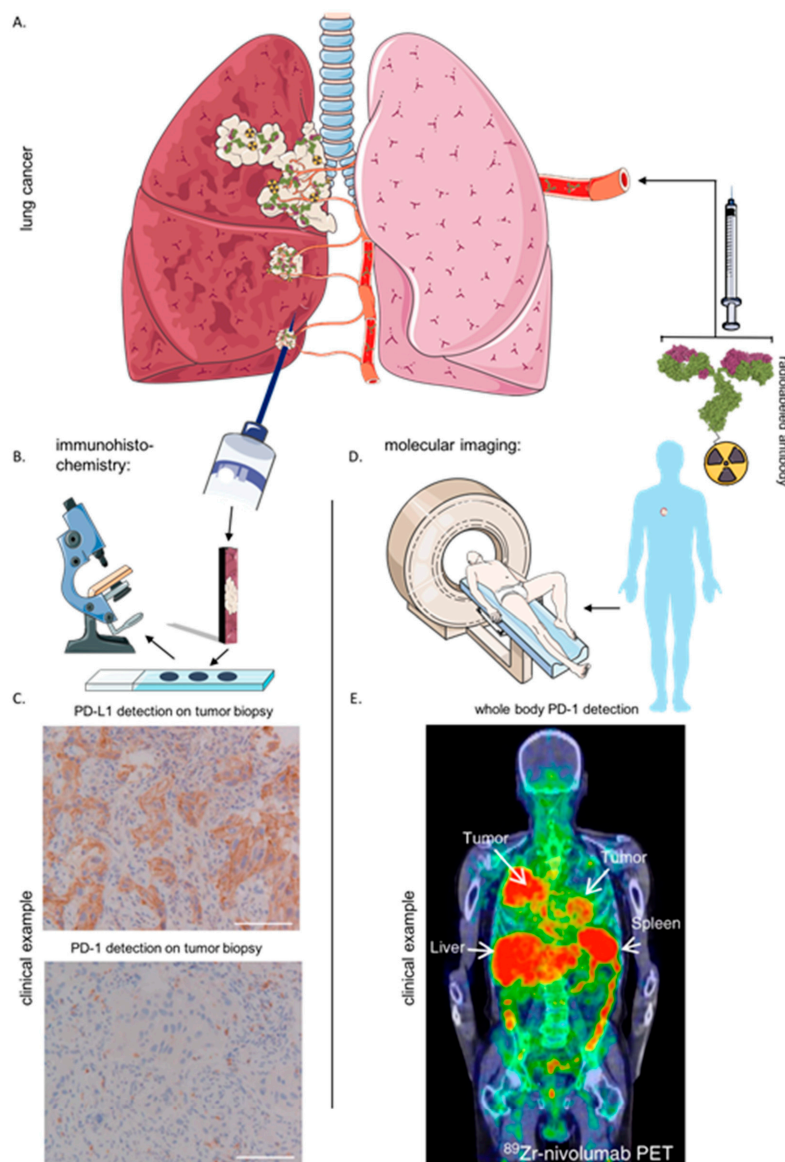 A.
lung cancer
radiolabeled antibody
B.
immunohisto-
chemistry:
D.
molecular imaging:
C.
PD-L1 detection on tumor biopsy
PD-1 detection on tumor biopsy
clinical example
E.
whole body PD-1 detection
Tumor
Tumor
Spleen
Liver
clinical example
⁸⁹Zr-nivolumab PET